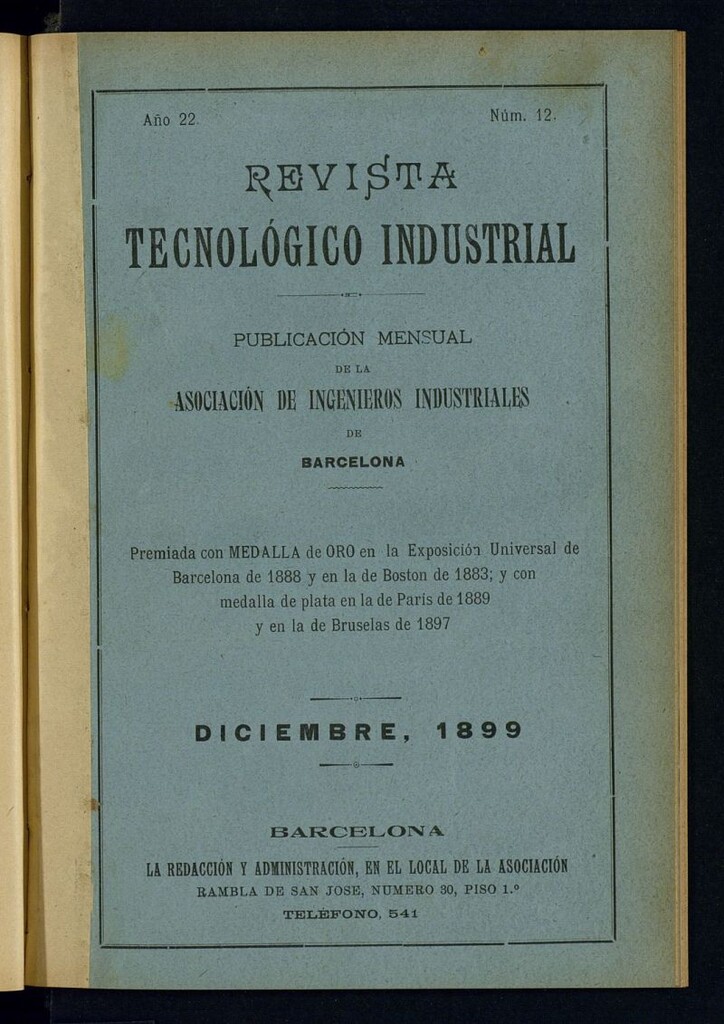 Año 22.
Núm. 12.
REVISTA
TECNOLÓGICO INDUSTRIAL
PUBLICACIÓN MENSUAL
DE LA
ASOCIACIÓN DE INGENIEROS INDUSTRIALES
DE
BARCELONA
Premiada con MEDALLA de ORO en la Exposición Universal de
Barcelona de 1888 y en la de Boston de 1883; y con
medalla de plata en la de París de 1889
y en la de Bruselas de 1897
DICIEMBRE, 1899
BARCELONA
LA REDACCIÓN Y ADMINISTRACIÓN, EN EL LOCAL DE LA ASOCIACIÓN
RAMBLA DE SAN JOSE, NUMERO 30, PISO 1.º
TELÉFONO, 541